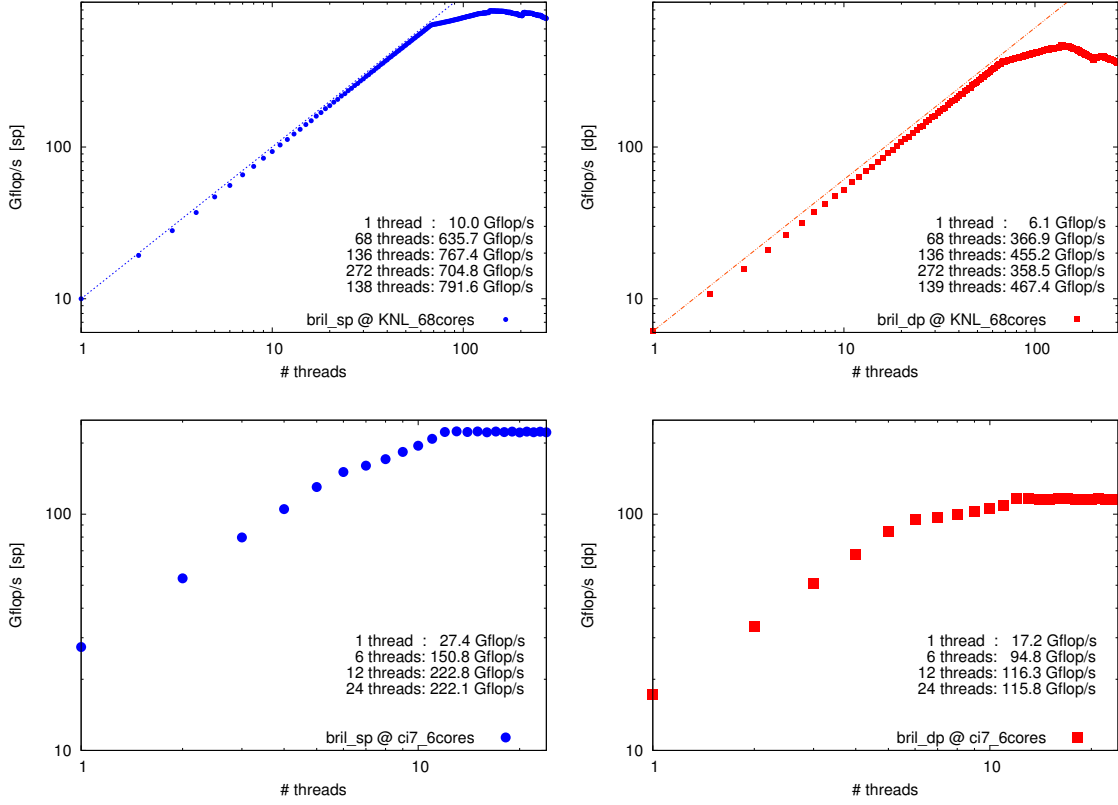 Gflop/s [sp]
100
10
1 thread : 10.0 Gflop/s
68 threads: 635.7 Gflop/s
136 threads: 767.4 Gflop/s
272 threads: 704.8 Gflop/s
138 threads: 791.6 Gflop/s
bril_sp @ KNL_68cores
1 10 100
# threads
Gflop/s [dp]
100
10
1 thread : 6.1 Gflop/s
68 threads: 366.9 Gflop/s
136 threads: 455.2 Gflop/s
272 threads: 358.5 Gflop/s
139 threads: 467.4 Gflop/s
bril_dp @ KNL_68cores
1 10 100
# threads
Gflop/s [sp]
100
10
1 thread : 27.4 Gflop/s
6 threads: 150.8 Gflop/s
12 threads: 222.8 Gflop/s
24 threads: 222.1 Gflop/s
bril_sp @ ci7_6cores
1 10
# threads
Gflop/s [dp]
100
10
1 thread : 17.2 Gflop/s
6 threads: 94.8 Gflop/s
12 threads: 116.3 Gflop/s
24 threads: 115.8 Gflop/s
bril_dp @ ci7_6cores
1 10
# threads